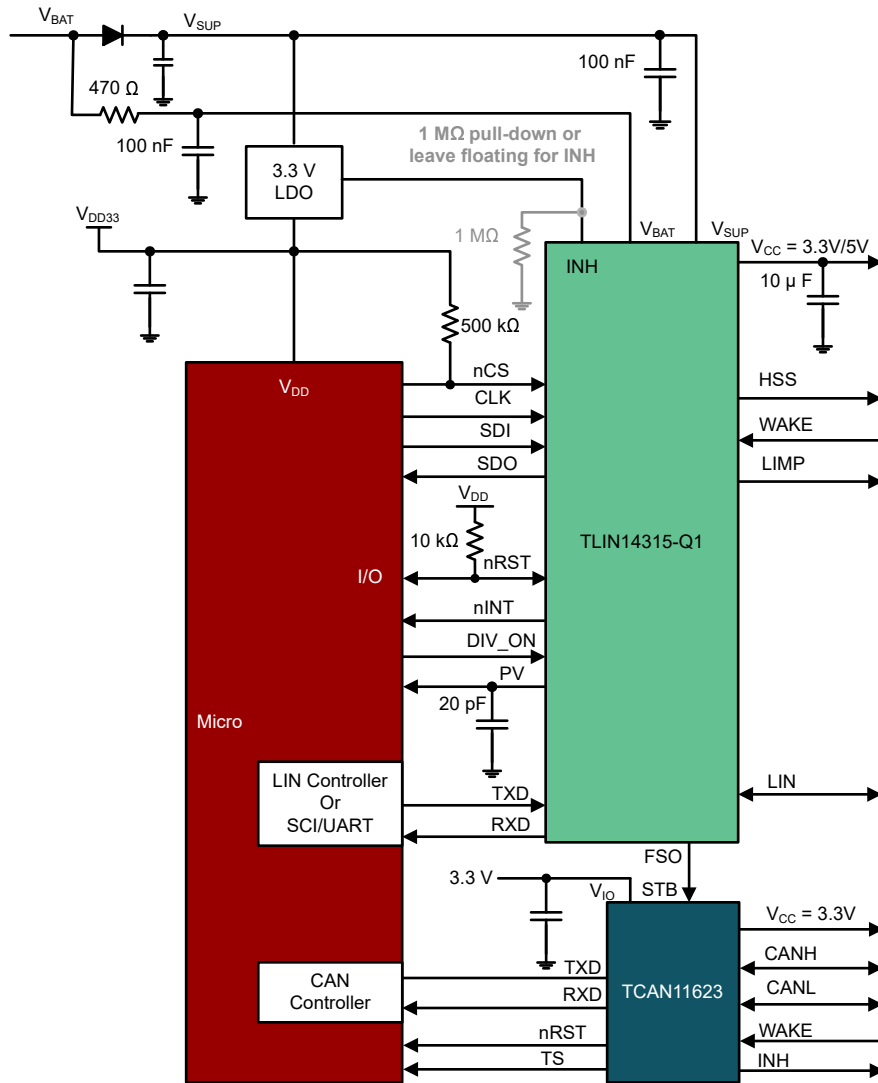 VBAT
VSUP
470 Ω
100 nF
100 nF
1 MΩ pull-down or
leave floating for INH
3.3 V
LDO
VDD33
1 MΩ
VBAT
VSUP
INH
VCC = 3.3V/5V
10 µ F
500 kΩ
VDD
nCS
CLK
SDI
SDO
HSS
WAKE
LIMP
VDD
10 kΩ
nRST
I/O
TLIN14315-Q1
nINT
DIV_ON
PV
20 pF
Micro
LIN Controller
Or
SCI/UART
TXD
RXD
LIN
FSO
3.3 V
VIO
STB
VCC = 3.3V
CANH
CANL
WAKE
INH
TCAN11623
CAN
Controller
TXD
RXD
nRST
TS